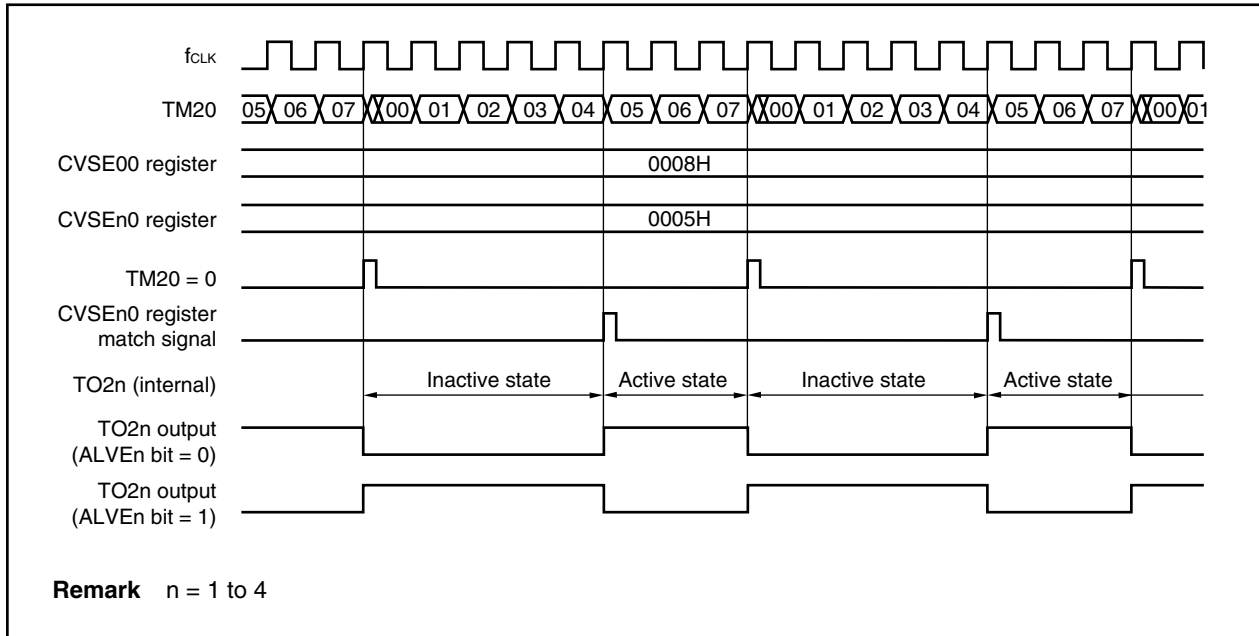 fCLK
TM20 05 06 07 00 01 02 03 04 05 06 07 00 01 02 03 04 05 06 07 00 01
CVSE00 register 0008H
CVSEn0 register 0005H
TM20 = 0
CVSEn0 register
match signal
TO2n (internal) Inactive state Active state Inactive state Active state
TO2n output
(ALVEn bit = 0)
TO2n output
(ALVEn bit = 1)
Remark n = 1 to 4